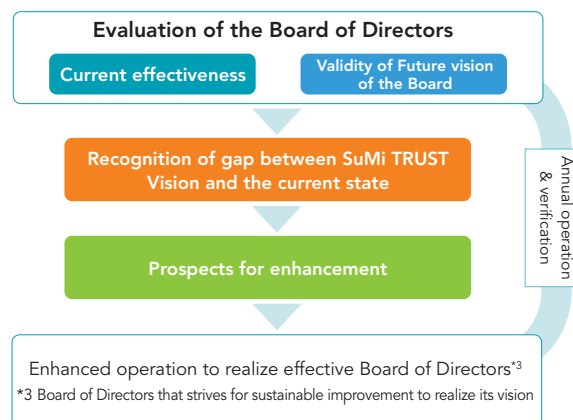 Evaluation of the Board of Directors
Current effectiveness
Validity of Future vision
of the Board
Recognition of gap between SuMi TRUST
Vision and the current state
Prospects for enhancement
Enhanced operation to realize effective Board of Directors*3
*3 Board of Directors that strives for sustainable improvement to realize its vision
Annual operation
& verification